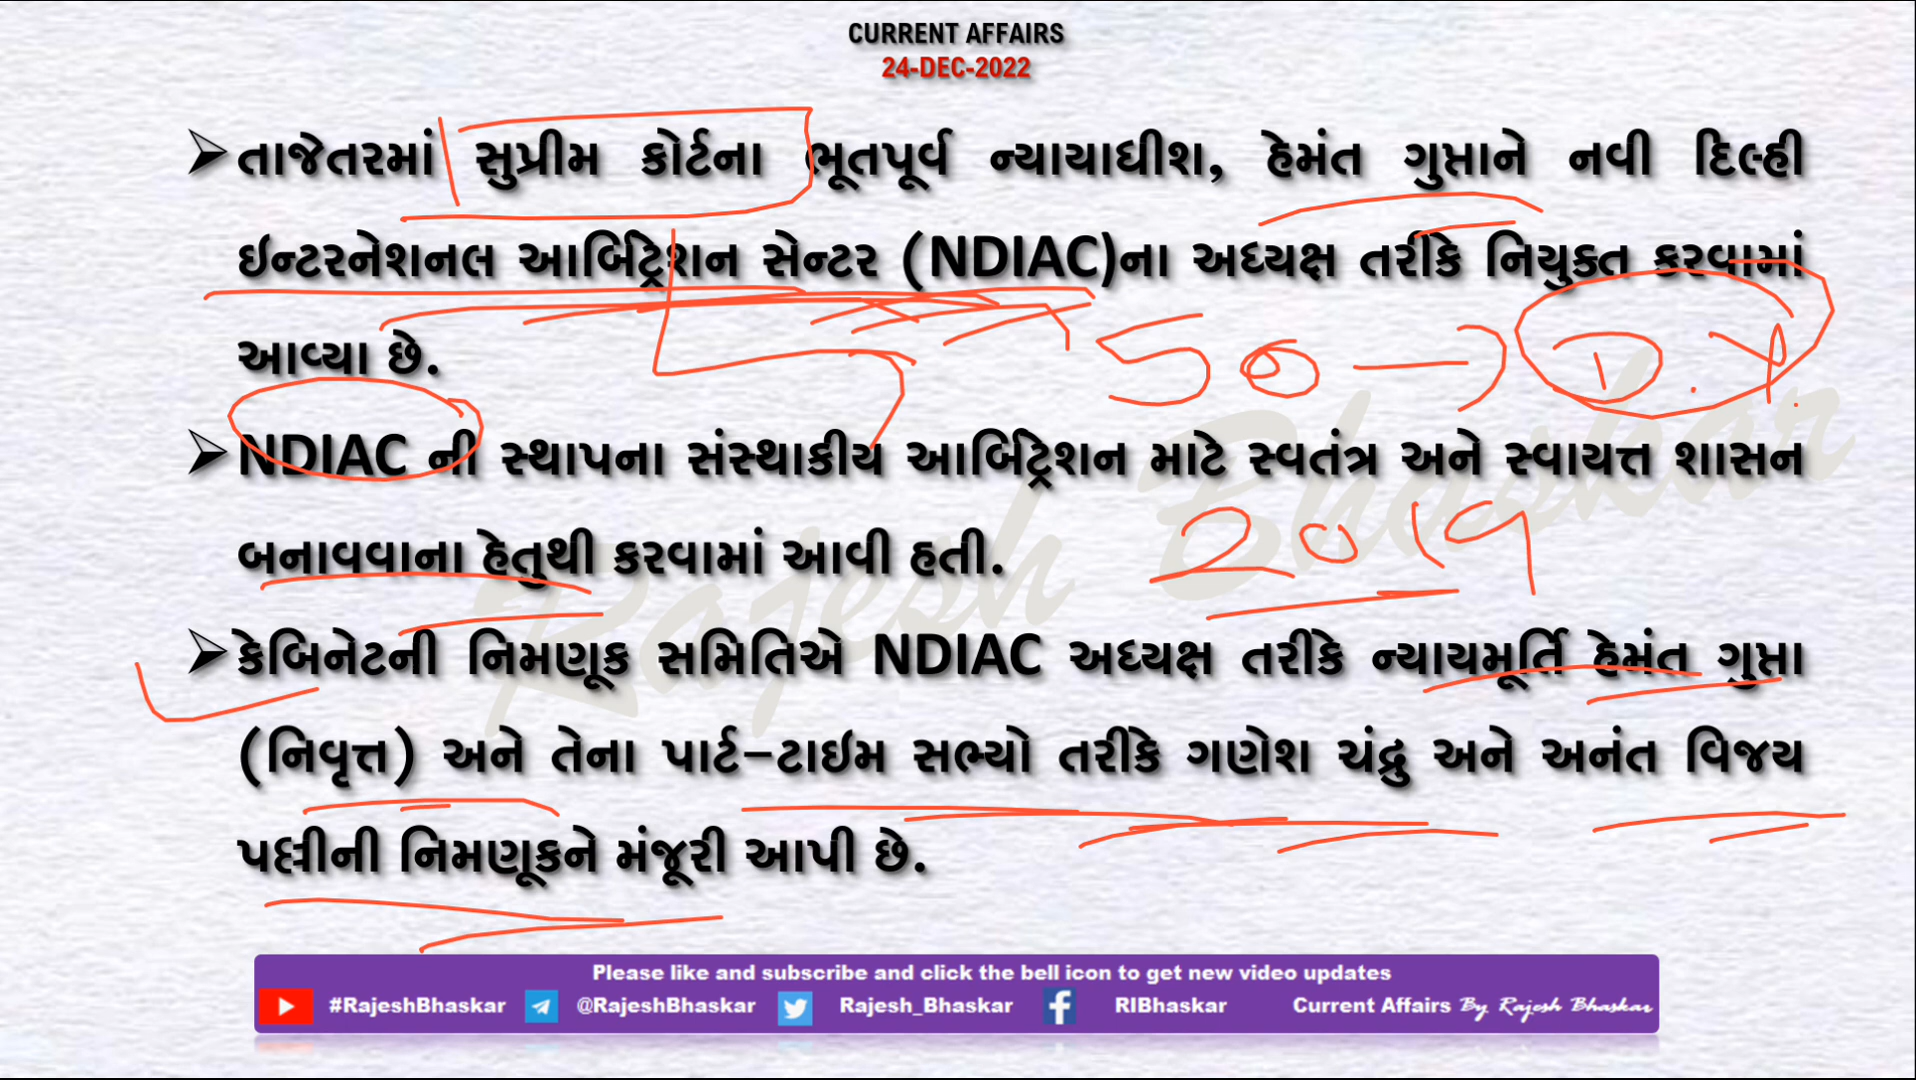 CURRENT AFFAIRS
24-DEC-2022
➢તાજેતરમાં સુપ્રીમ કોર્ટના ભૂતપૂર્વ ન્યાયાધીશ, હેમંત ગુપ્તાને નવી દિલ્હી
ઇન્ટરનેશનલ આર્બિટ્રેશન સેન્ટર (NDIAC)ના અધ્યક્ષ તરીકે નિયુક્ત કરવામાં
આવ્યા છે.
50 → D.Y.
➢NDIAC ની સ્થાપના સંસ્થાકીય આર્બિટ્રેશન માટે સ્વતંત્ર અને સ્વાયત્ત શાસન
બનાવવાના હેતુથી કરવામાં આવી હતી.
2019
➢કેબિનેટની નિમણૂક સમિતિએ NDIAC અધ્યક્ષ તરીકે ન્યાયમૂર્તિ હેમંત ગુપ્તા
(નિવૃત્ત) અને તેના પાર્ટ-ટાઇમ સભ્યો તરીકે ગણેશ ચંદ્રુ અને અનંત વિજય
પલ્લીની નિમણૂકને મંજૂરી આપી છે.
Rajesh Bhaskar
Please like and subscribe and click the bell icon to get new video updates
#RajeshBhaskar @RajeshBhaskar Rajesh_Bhaskar RIBhaskar Current Affairs By Rajesh Bhaskar